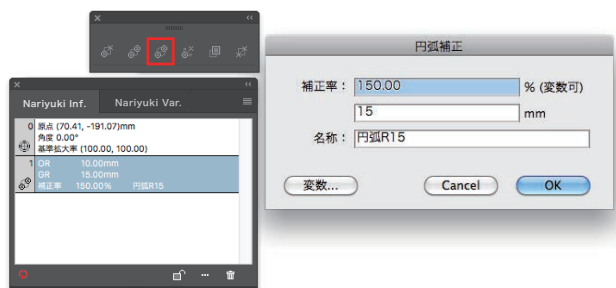 Nariyuki Inf.
Nariyuki Var.
0 原点 (70.41, -191.07)mm
角度 0.00°
基準拡大率 (100.00, 100.00)
1 OR 10.00mm
GR 15.00mm
補正率 150.00% 円弧R15
円弧補正
補正率： 150.00 % (変数可)
15 mm
名称： 円弧R15
変数... Cancel OK